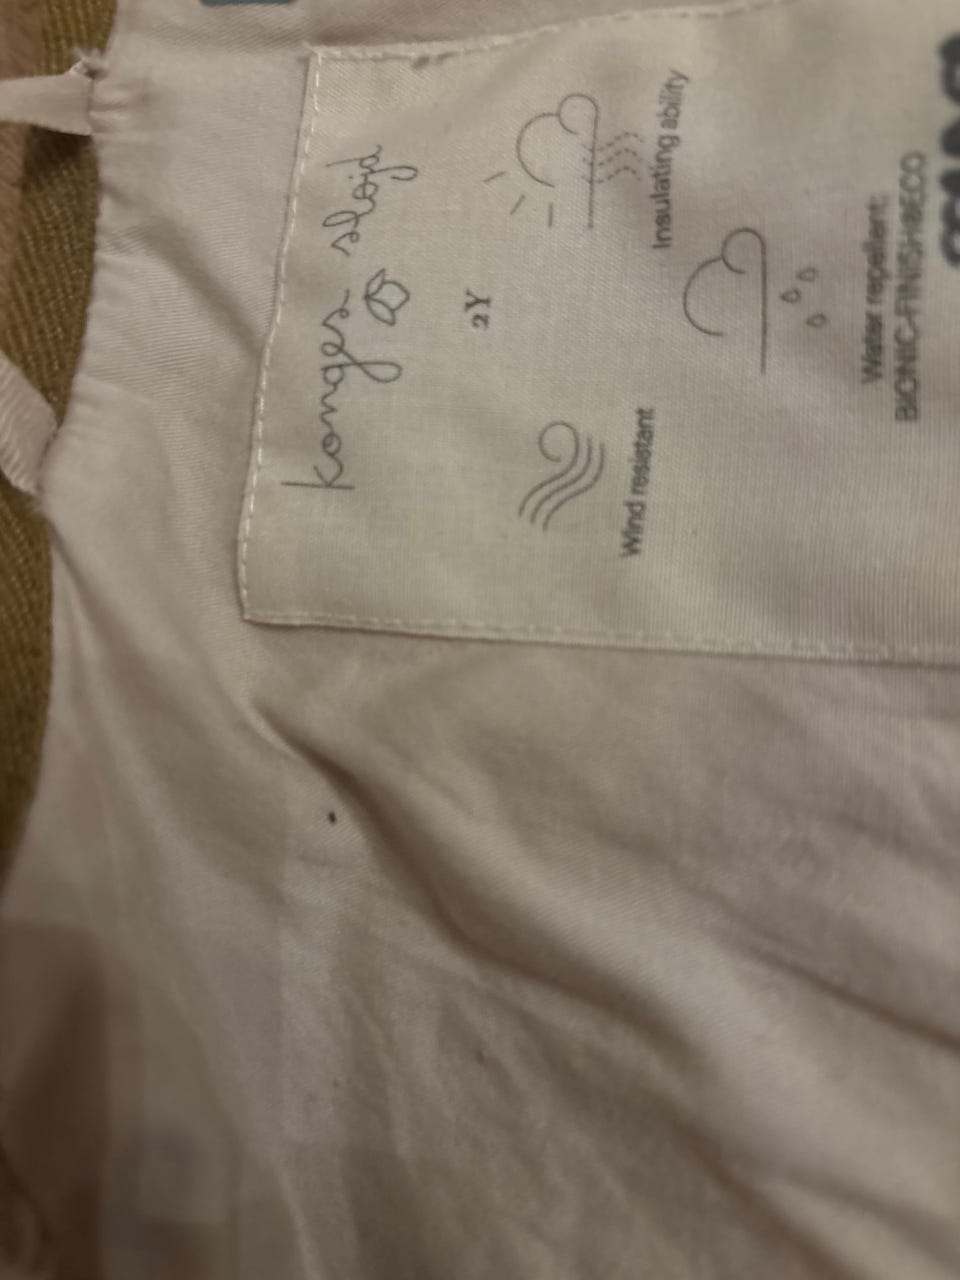 konges sløjd
2Y
Wind resistant
Insulating ability
Water repellent:
BIONIC-FINISH®ECO